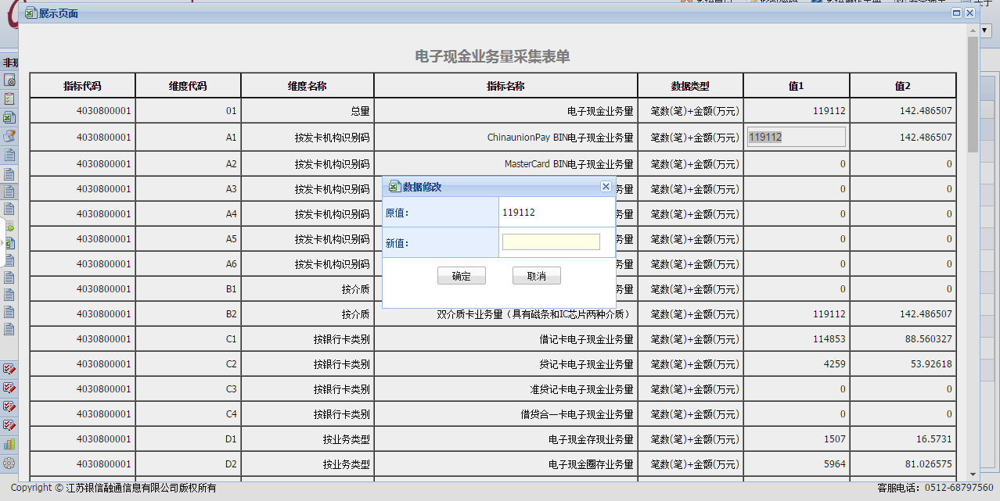 展示页面
电子现金业务量采集表单
指标代码 维度代码 维度名称 指标名称 数据类型 值1 值2
4030800001 01 总量 电子现金业务量 笔数(笔)+金额(万元) 119112 142.486507
4030800001 A1 按发卡机构识别码 ChinaunionPay BIN电子现金业务量 笔数(笔)+金额(万元) 119112 142.486507
4030800001 A2 按发卡机构识别码 MasterCard BIN电子现金业务量 笔数(笔)+金额(万元) 0 0
4030800001 A3 按发卡机构识别码 务量 笔数(笔)+金额(万元) 0 0
4030800001 A4 按发卡机构识别码 务量 笔数(笔)+金额(万元) 0 0
4030800001 A5 按发卡机构识别码 务量 笔数(笔)+金额(万元) 0 0
4030800001 A6 按发卡机构识别码 务量 笔数(笔)+金额(万元) 0 0
4030800001 B1 按介质 务量 笔数(笔)+金额(万元) 0 0
4030800001 B2 按介质 双介质卡业务量（具有磁条和IC芯片两种介质） 笔数(笔)+金额(万元) 119112 142.486507
4030800001 C1 按银行卡类别 借记卡电子现金业务量 笔数(笔)+金额(万元) 114853 88.560327
4030800001 C2 按银行卡类别 贷记卡电子现金业务量 笔数(笔)+金额(万元) 4259 53.92618
4030800001 C3 按银行卡类别 准贷记卡电子现金业务量 笔数(笔)+金额(万元) 0 0
4030800001 C4 按银行卡类别 借贷合一卡电子现金业务量 笔数(笔)+金额(万元) 0 0
4030800001 D1 按业务类型 电子现金存现业务量 笔数(笔)+金额(万元) 1507 16.5731
4030800001 D2 按业务类型 电子现金圈存业务量 笔数(笔)+金额(万元) 5964 81.026575
数据修改
原值： 119112
新值：
确定 取消
Copyright © 江苏银信融通信息有限公司版权所有 客服电话：0512-68797560